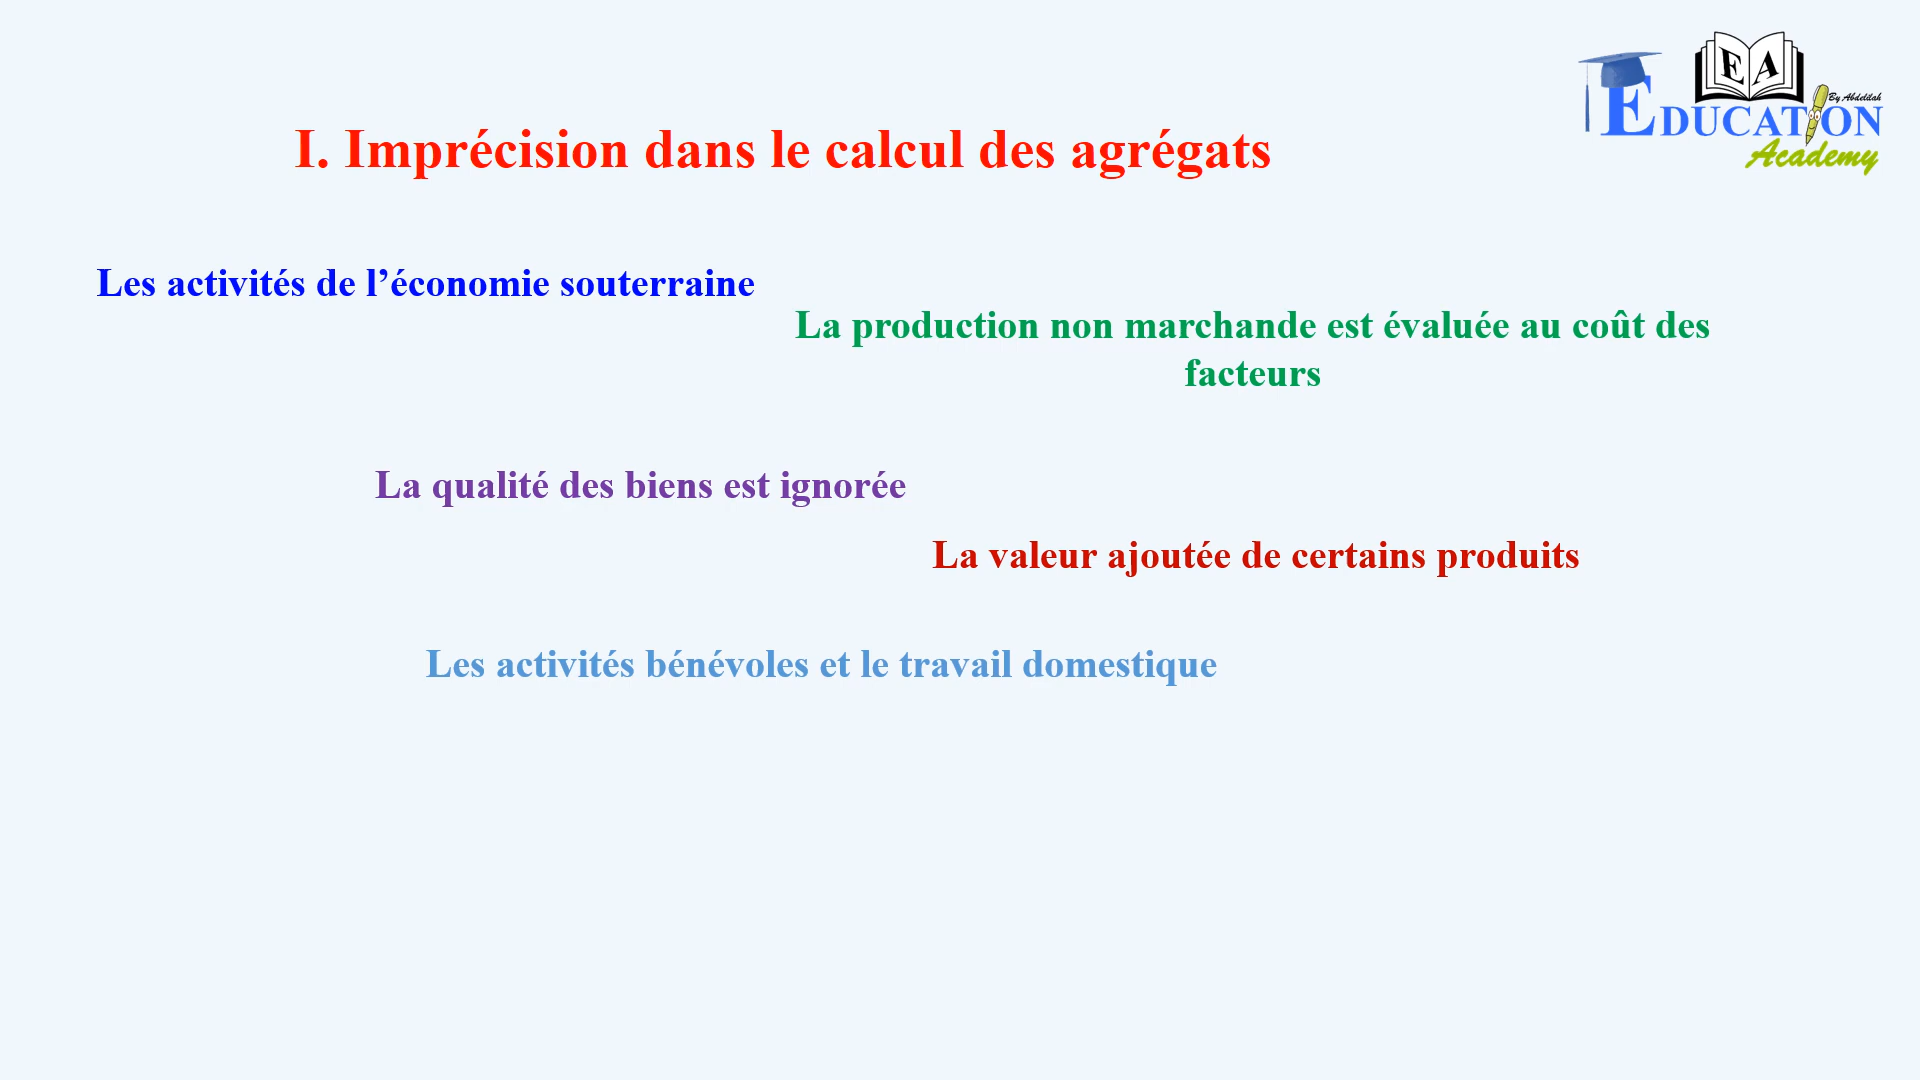 EA
By Abdelilah
EDUCATION
Academy
I. Imprécision dans le calcul des agrégats
Les activités de l’économie souterraine
La production non marchande est évaluée au coût des
facteurs
La qualité des biens est ignorée
La valeur ajoutée de certains produits
Les activités bénévoles et le travail domestique